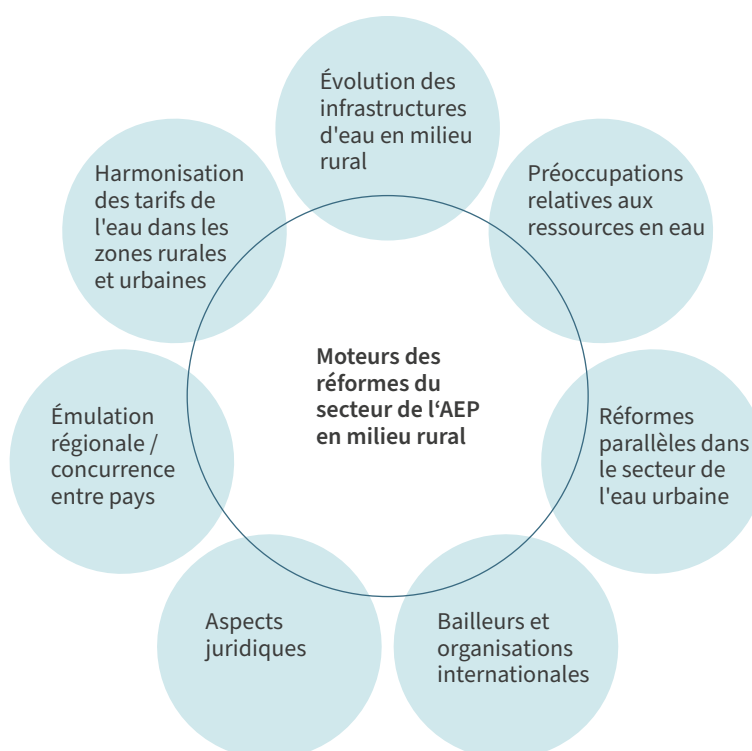 Évolution des
infrastructures
d'eau en milieu
rural
Préoccupations
relatives aux
ressources en eau
Réformes
parallèles dans
le secteur de
l'eau urbaine
Bailleurs et
organisations
internationales
Aspects
juridiques
Émulation
régionale /
concurrence
entre pays
Harmonisation
des tarifs de
l'eau dans les
zones rurales
et urbaines
Moteurs des
réformes du
secteur de l‘AEP
en milieu rural